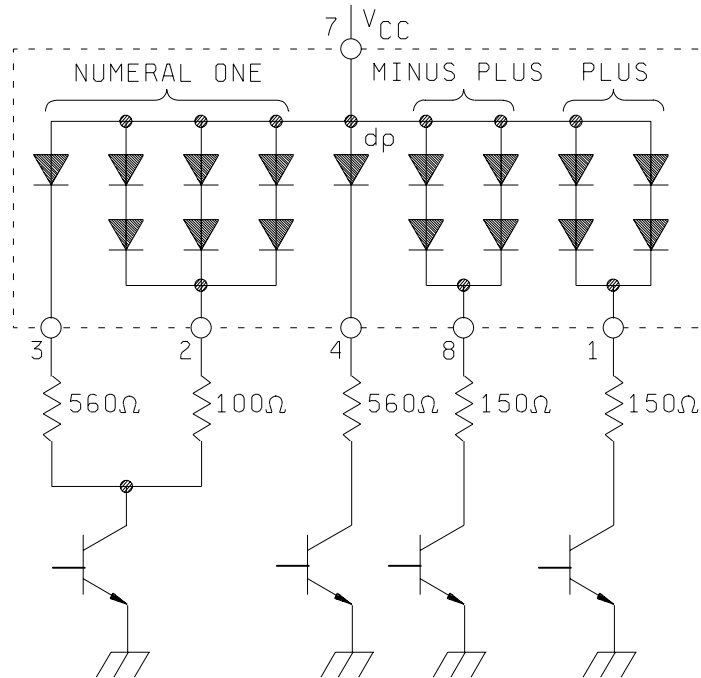 7 VCC
NUMERAL ONE MINUS PLUS PLUS
dp
3 2 4 8 1
560Ω 100Ω 560Ω 150Ω 150Ω